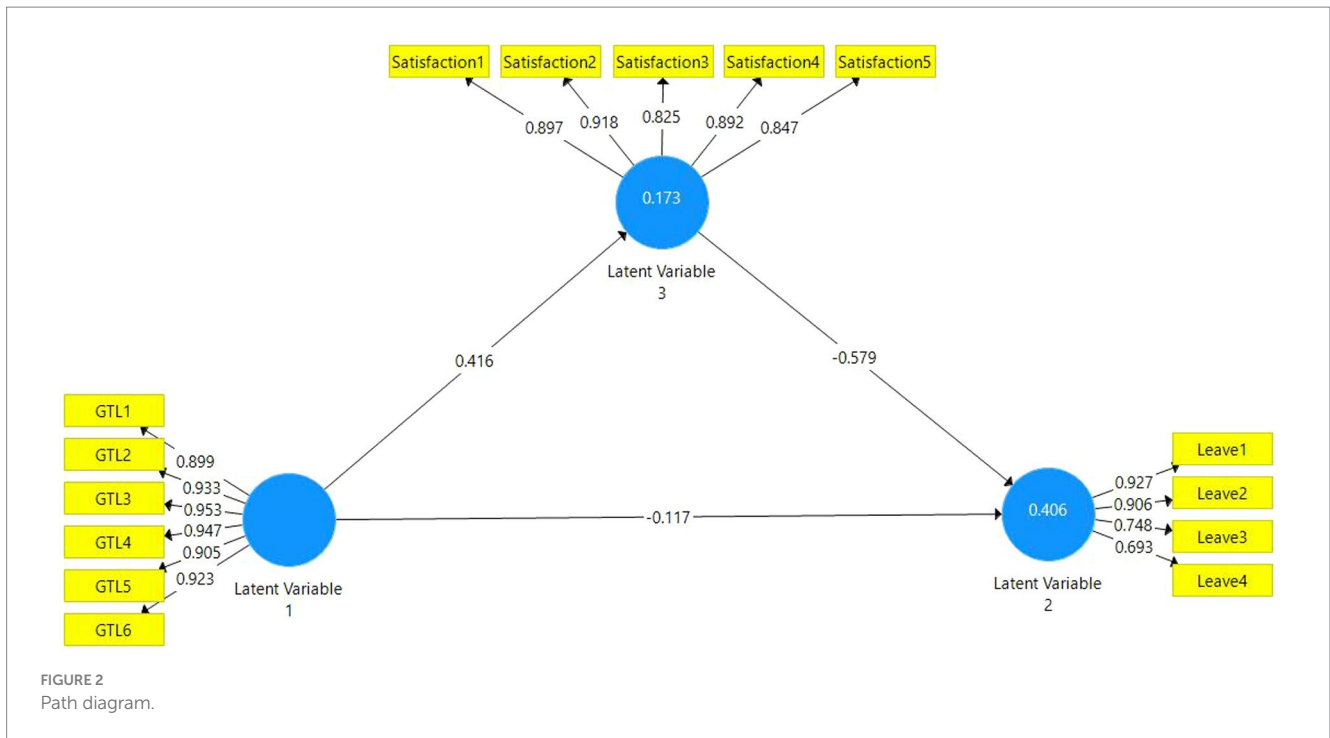 Satisfaction1 Satisfaction2 Satisfaction3 Satisfaction4 Satisfaction5
0.897 0.918 0.825 0.892 0.847
0.173
Latent Variable
3
0.416
-0.579
-0.117
GTL1
GTL2
GTL3
GTL4
GTL5
GTL6
0.899
0.933
0.953
0.947
0.905
0.923
Latent Variable
1
0.406
Latent Variable
2
0.927
0.906
0.748
0.693
Leave1
Leave2
Leave3
Leave4
FIGURE 2
Path diagram.